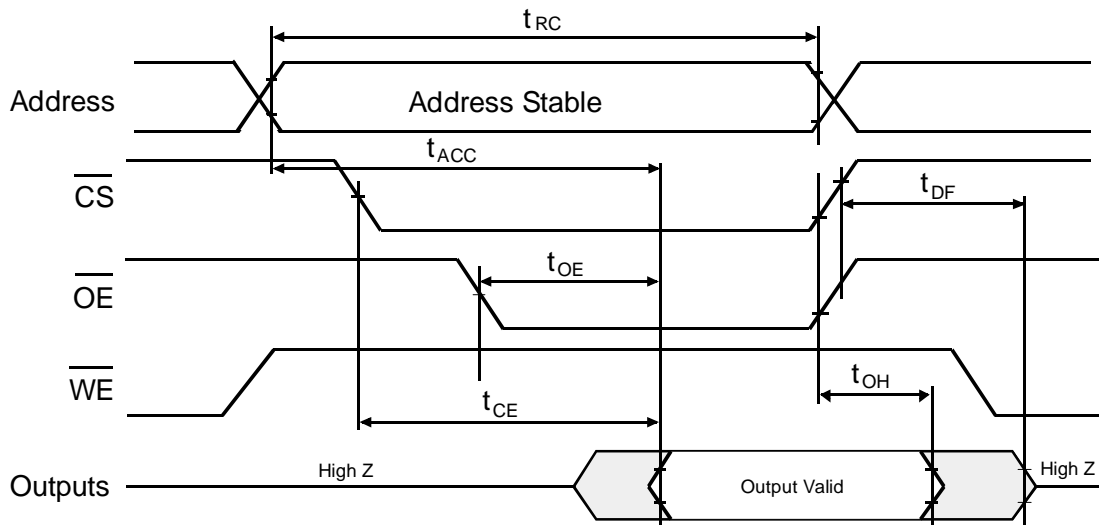 tRC
Address
Address Stable
tACC
CS
tDF
OE
tOE
WE
tOH
tCE
Outputs
High Z
Output Valid
High Z